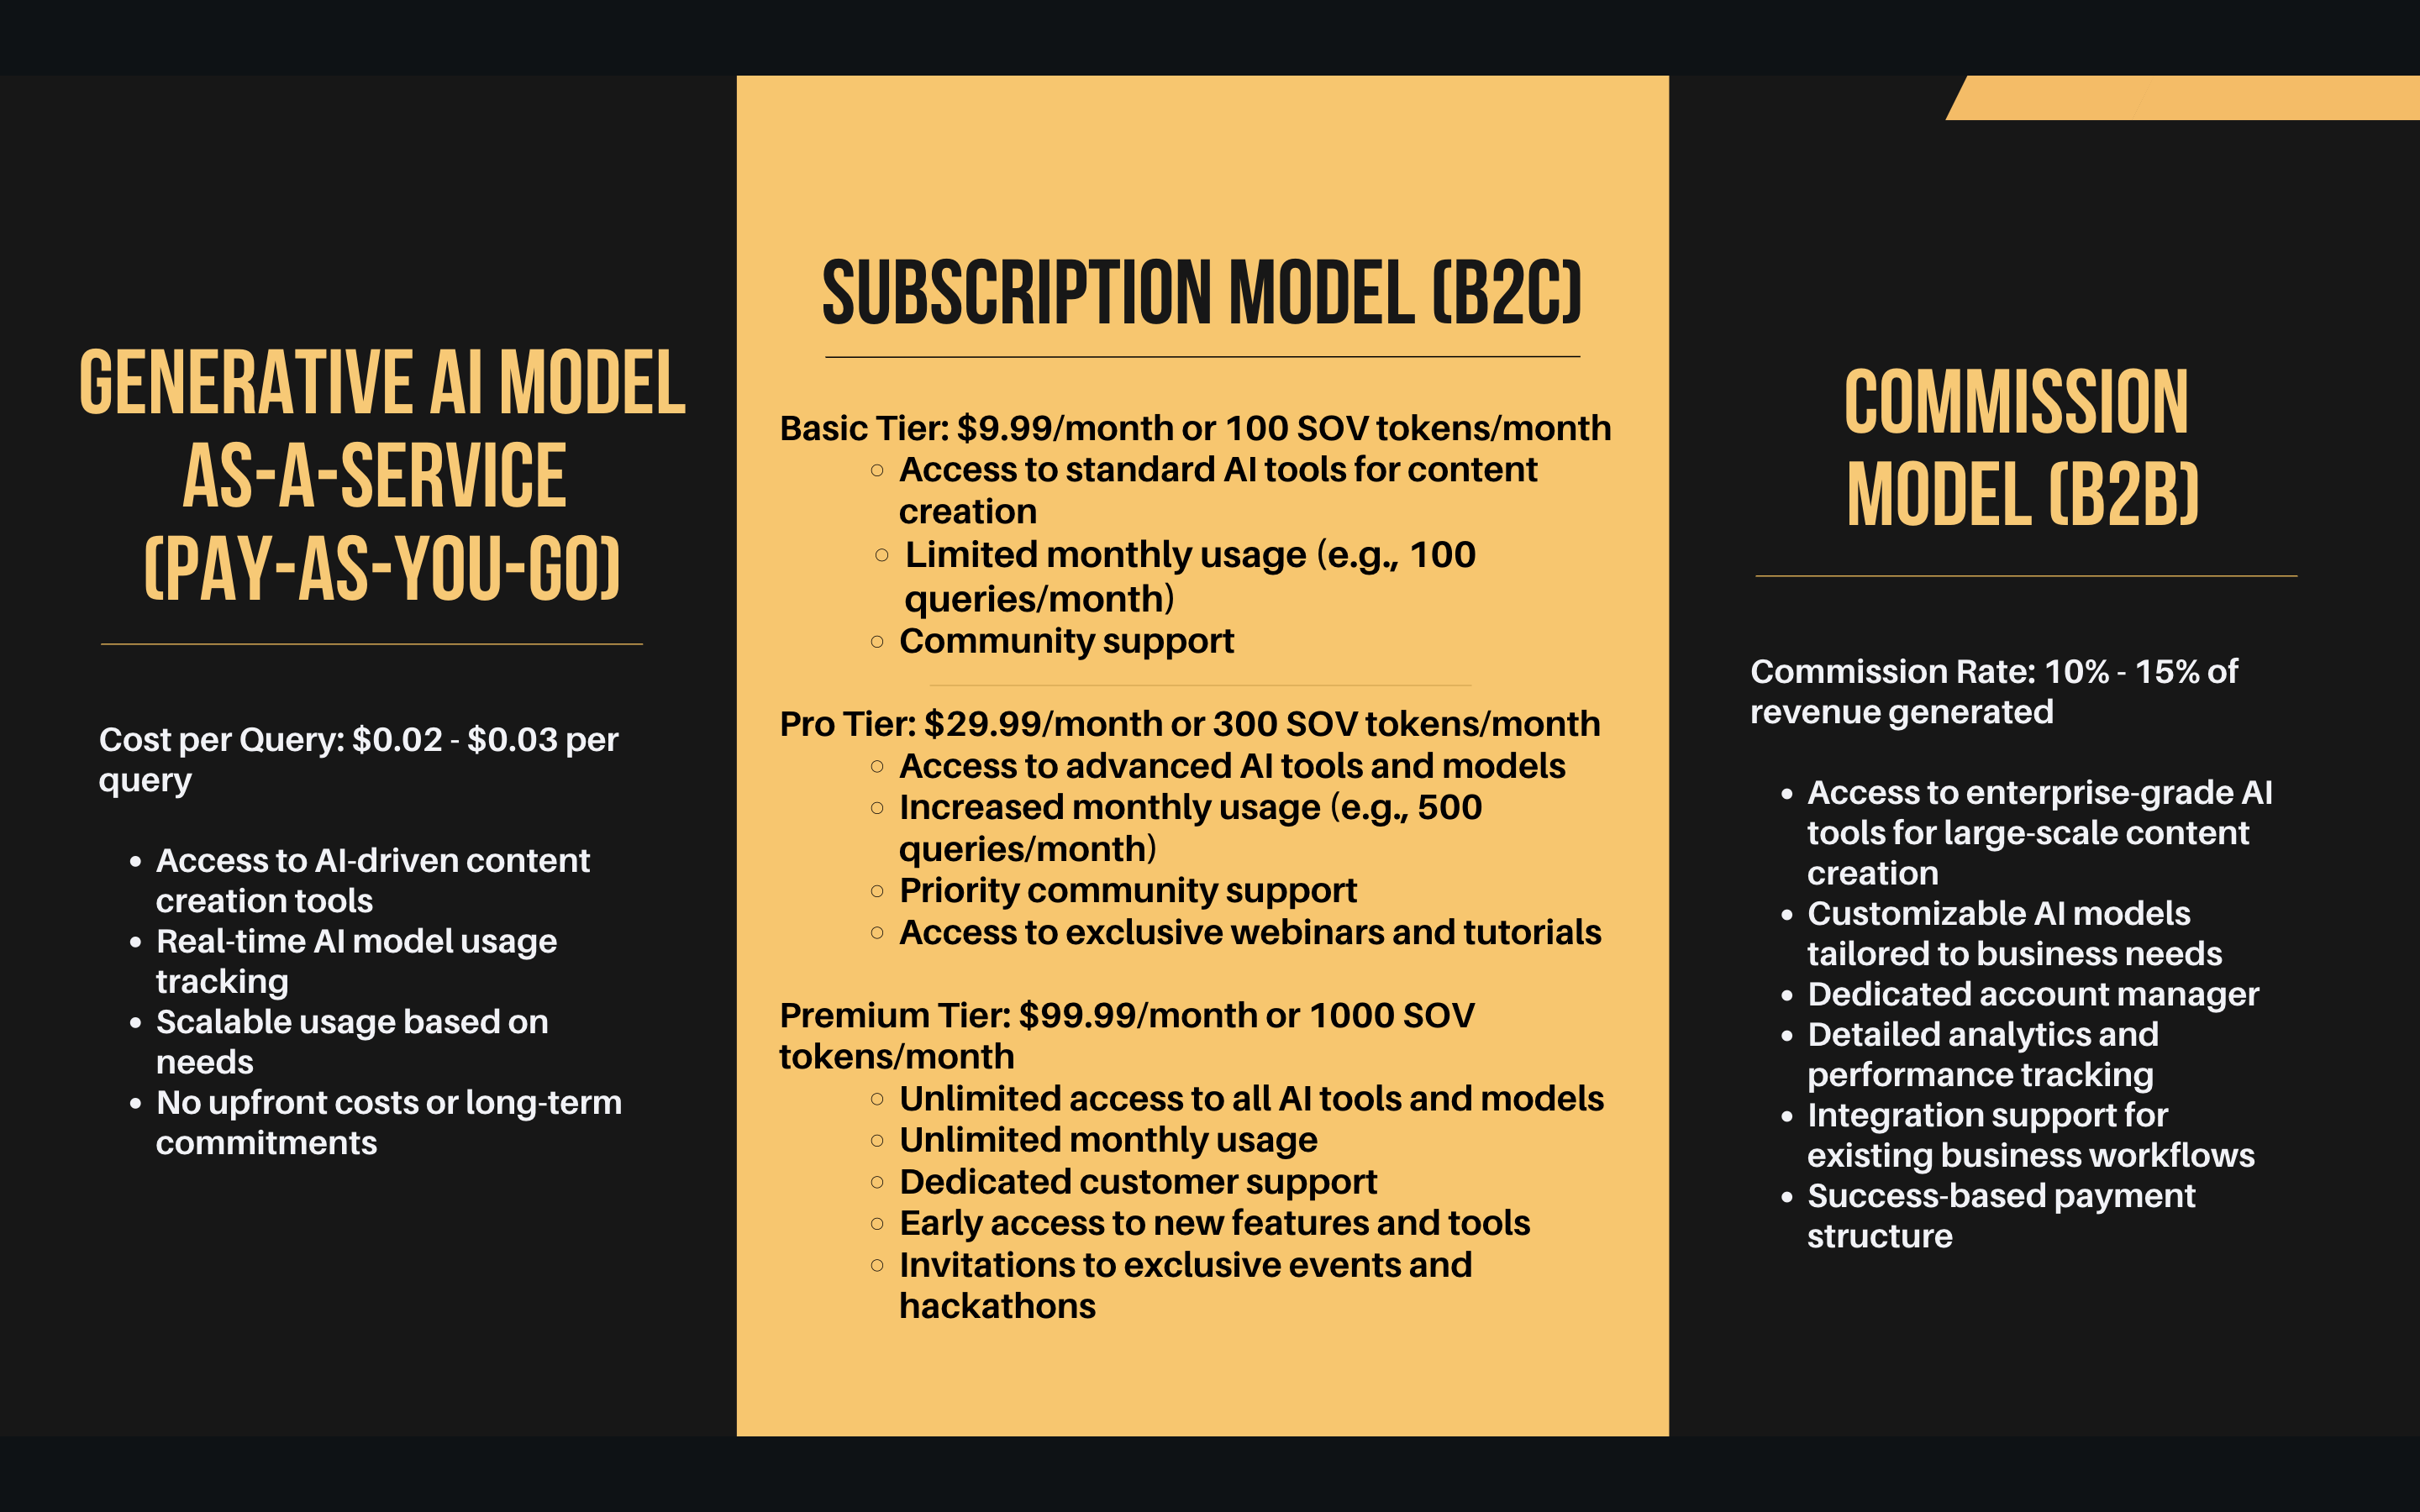 GENERATIVE AI MODEL
AS-A-SERVICE
(PAY-AS-YOU-GO)
Cost per Query: $0.02 - $0.03 per
query
• Access to AI-driven content
creation tools
• Real-time AI model usage
tracking
• Scalable usage based on
needs
• No upfront costs or long-term
commitments
SUBSCRIPTION MODEL (B2C)
Basic Tier: $9.99/month or 100 SOV tokens/month
○ Access to standard AI tools for content
creation
○ Limited monthly usage (e.g., 100
queries/month)
○ Community support
Pro Tier: $29.99/month or 300 SOV tokens/month
○ Access to advanced AI tools and models
○ Increased monthly usage (e.g., 500
queries/month)
○ Priority community support
○ Access to exclusive webinars and tutorials
Premium Tier: $99.99/month or 1000 SOV
tokens/month
○ Unlimited access to all AI tools and models
○ Unlimited monthly usage
○ Dedicated customer support
○ Early access to new features and tools
○ Invitations to exclusive events and
hackathons
COMMISSION
MODEL (B2B)
Commission Rate: 10% - 15% of
revenue generated
• Access to enterprise-grade AI
tools for large-scale content
creation
• Customizable AI models
tailored to business needs
• Dedicated account manager
• Detailed analytics and
performance tracking
• Integration support for
existing business workflows
• Success-based payment
structure